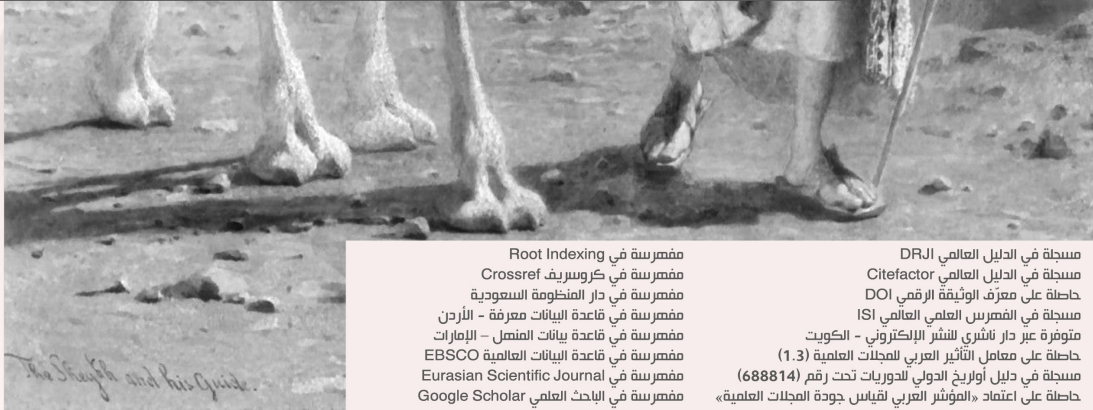 مسجلة في الدليل العالمي DRJI
مسجلة في الدليل العالمي Citefactor
حاصلة على معرّف الوثيقة الرقمي DOI
مسجلة في الفهرس العلمي العالمي ISI
متوفرة عبر دار ناشري للنشر الإلكتروني - الكويت
حاصلة على معامل التأثير العربي للمجلات العلمية (1.3)
مسجلة في دليل أولريخ الدولي للدوريات تحت رقم (688814)
حاصلة على اعتماد «المؤشر العربي لقياس جودة المجلات العلمية»
مفهرسة في Root Indexing
مفهرسة في كروسريف Crossref
مفهرسة في دار المنظومة السعودية
مفهرسة في قاعدة البيانات معرفة - الأردن
مفهرسة في قاعدة بيانات المنهل – الإمارات
مفهرسة في قاعدة البيانات العالمية EBSCO
مفهرسة في Eurasian Scientific Journal
مفهرسة في الباحث العلمي Google Scholar
The Sheykh and his Guide.